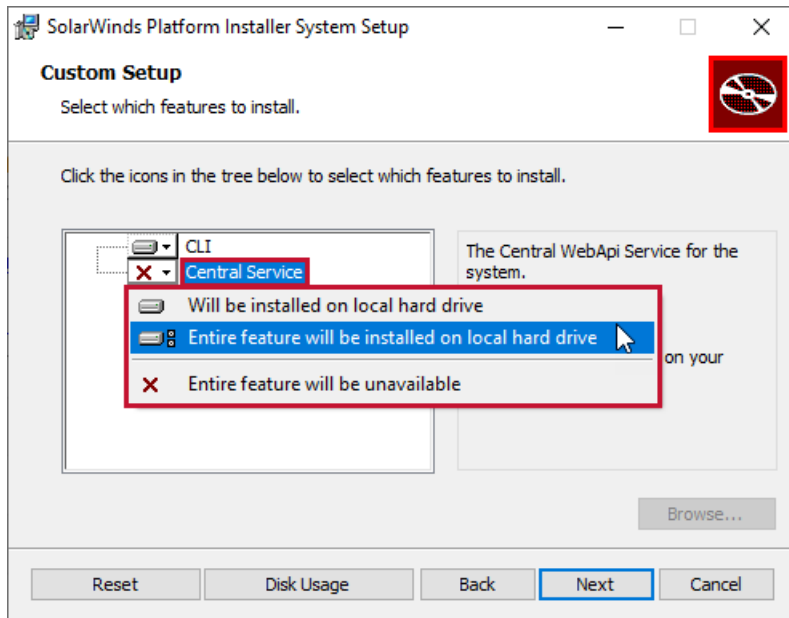 SolarWinds Platform Installer System Setup
Custom Setup
Select which features to install.
Click the icons in the tree below to select which features to install.
CLI
Central Service
The Central WebApi Service for the
system.
Will be installed on local hard drive
Entire feature will be installed on local hard drive
on your
Entire feature will be unavailable
Browse...
Reset
Disk Usage
Back
Next
Cancel